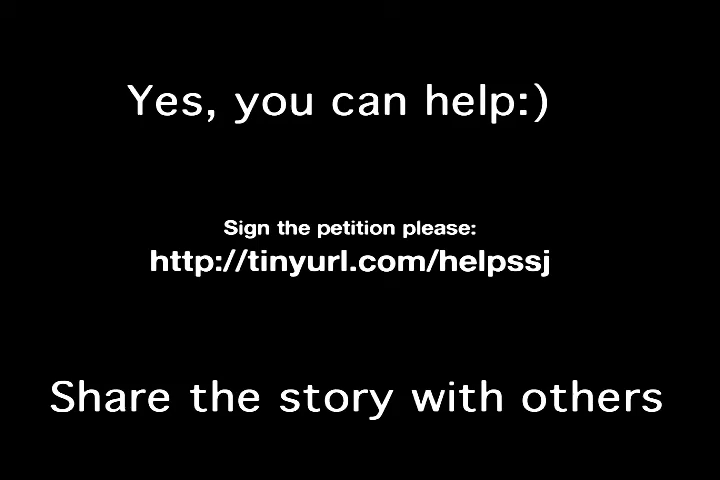 Yes, you can help:)
Sign the petition please:
http://tinyurl.com/helpssj
Share the story with others